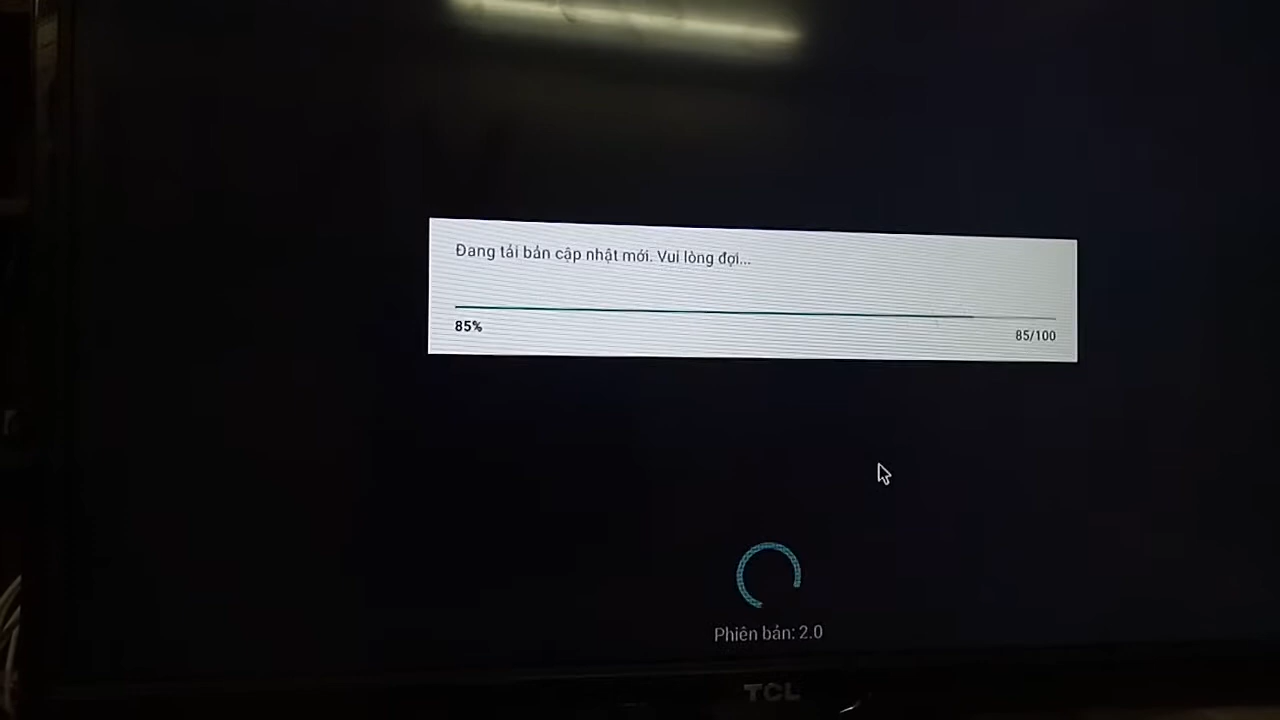 Đang tải bản cập nhật mới. Vui lòng đợi...
85%
85/100
Phiên bản: 2.0
TCL